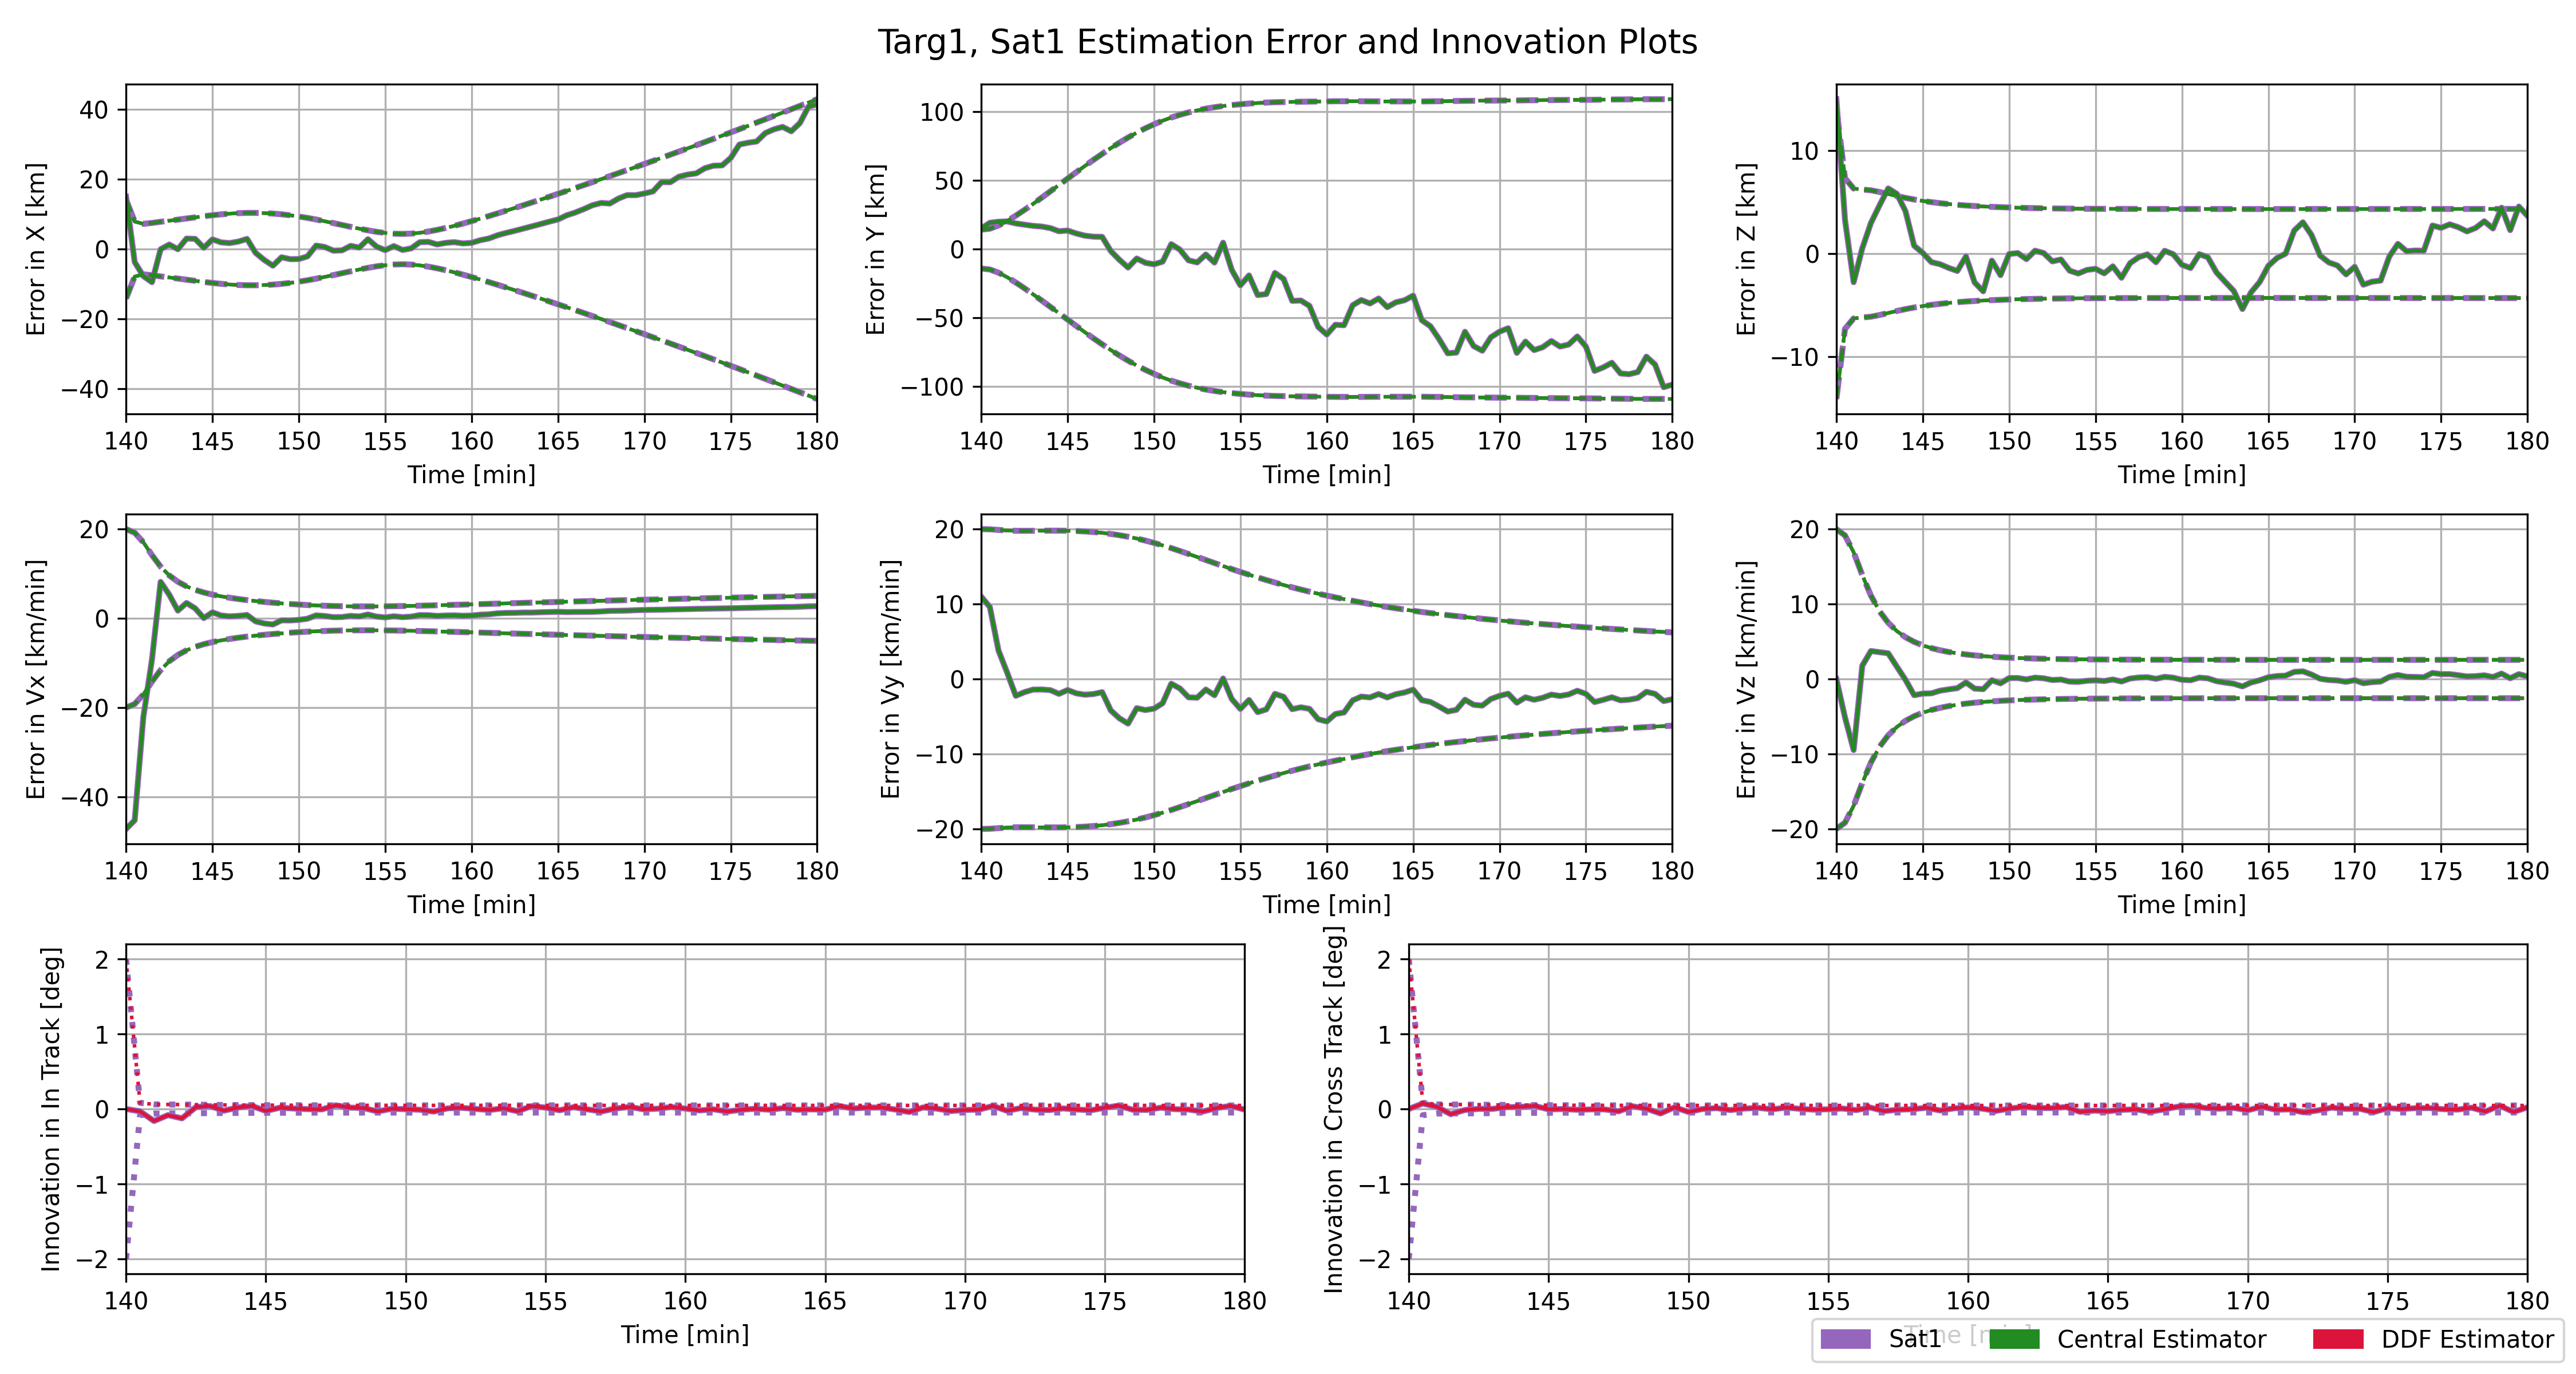 Targ1, Sat1 Estimation Error and Innovation Plots
Error in X [km]
40
20
0
−20
−40
140 145 150 155 160 165 170 175 180
Time [min]
Error in Y [km]
100
50
0
−50
−100
140 145 150 155 160 165 170 175 180
Time [min]
Error in Z [km]
10
0
−10
140 145 150 155 160 165 170 175 180
Time [min]
Error in Vx [km/min]
20
0
−20
−40
140 145 150 155 160 165 170 175 180
Time [min]
Error in Vy [km/min]
20
10
0
−10
−20
140 145 150 155 160 165 170 175 180
Time [min]
Error in Vz [km/min]
20
10
0
−10
−20
140 145 150 155 160 165 170 175 180
Time [min]
Innovation in In Track [deg]
2
1
0
−1
−2
140 145 150 155 160 165 170 175 180
Time [min]
Innovation in Cross Track [deg]
2
1
0
−1
−2
140 145 150 155 160 165 170 175 180
Time [min]
Sat1 Central Estimator DDF Estimator